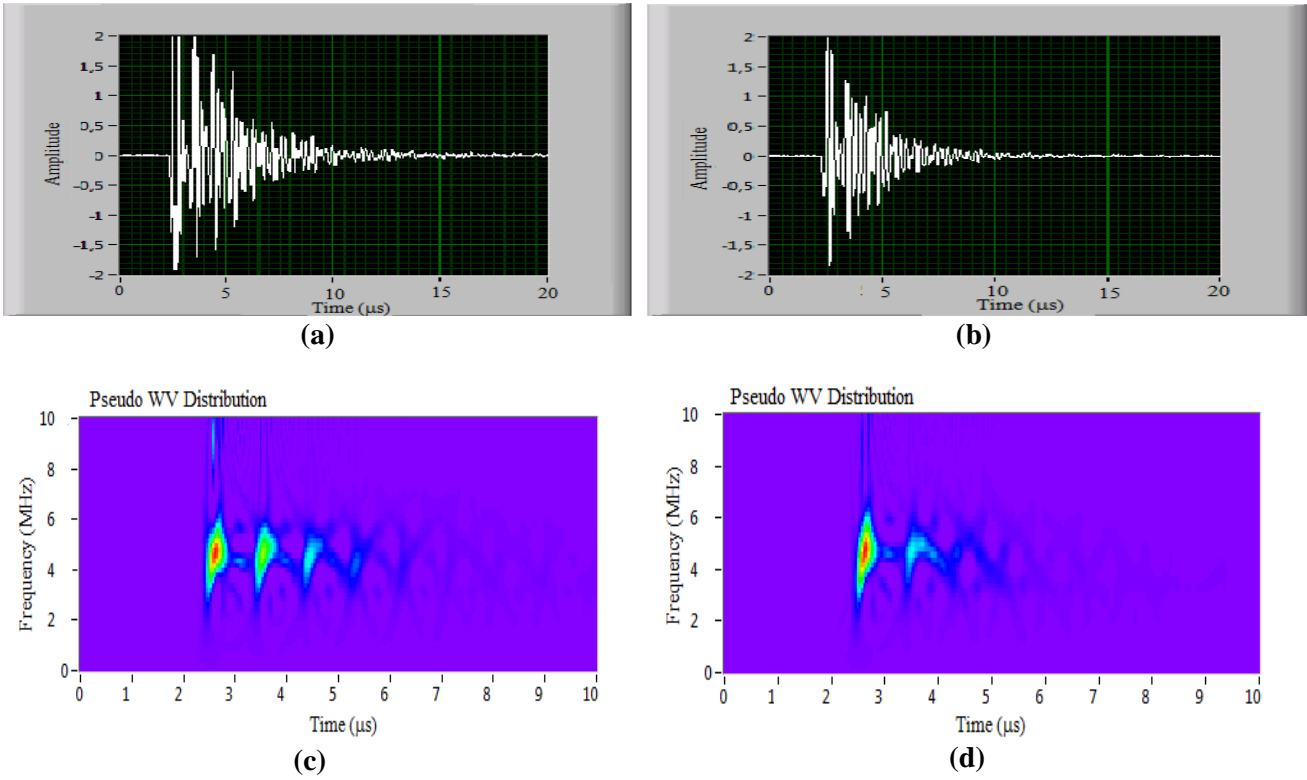 2
1,5
1
0,5
0
-0,5
-1
-1,5
-2
Amplitude
0 5 10 15 20
Time (μs)
(a)
2
1,5
1
0,5
0
-0,5
-1
-1,5
-2
Amplitude
0 5 10 15 20
Time (μs)
(b)
Pseudo WV Distribution
10
8
6
4
2
0
Frequency (MHz)
0 1 2 3 4 5 6 7 8 9 10
Time (μs)
(c)
Pseudo WV Distribution
10
8
6
4
2
0
Frequency (MHz)
0 1 2 3 4 5 6 7 8 9 10
Time (μs)
(d)